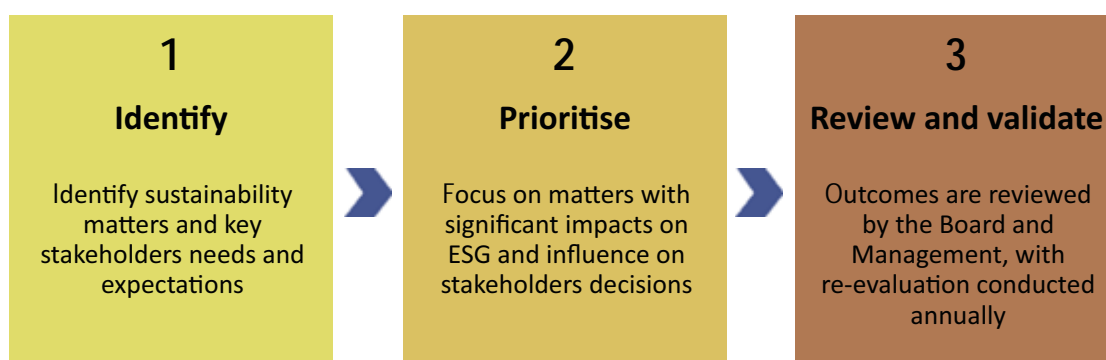 1
Identify
Identify sustainability
matters and key
stakeholders needs and
expectations
2
Prioritise
Focus on matters with
significant impacts on
ESG and influence on
stakeholders decisions
3
Review and validate
Outcomes are reviewed
by the Board and
Management, with
re-evaluation conducted
annually